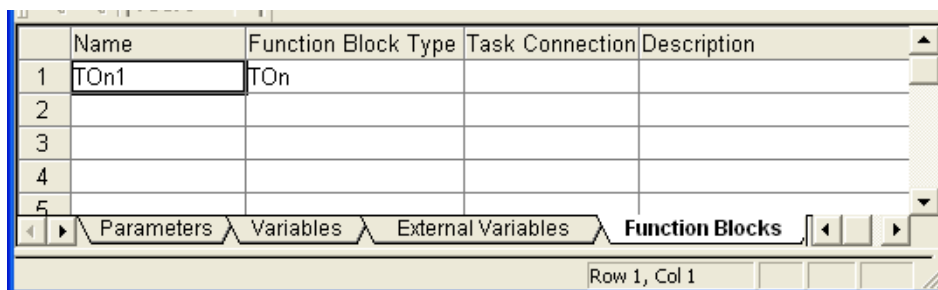 Name Function Block Type Task Connection Description
1 TOn1 TOn
2
3
4
5
Parameters Variables External Variables Function Blocks
Row 1, Col 1